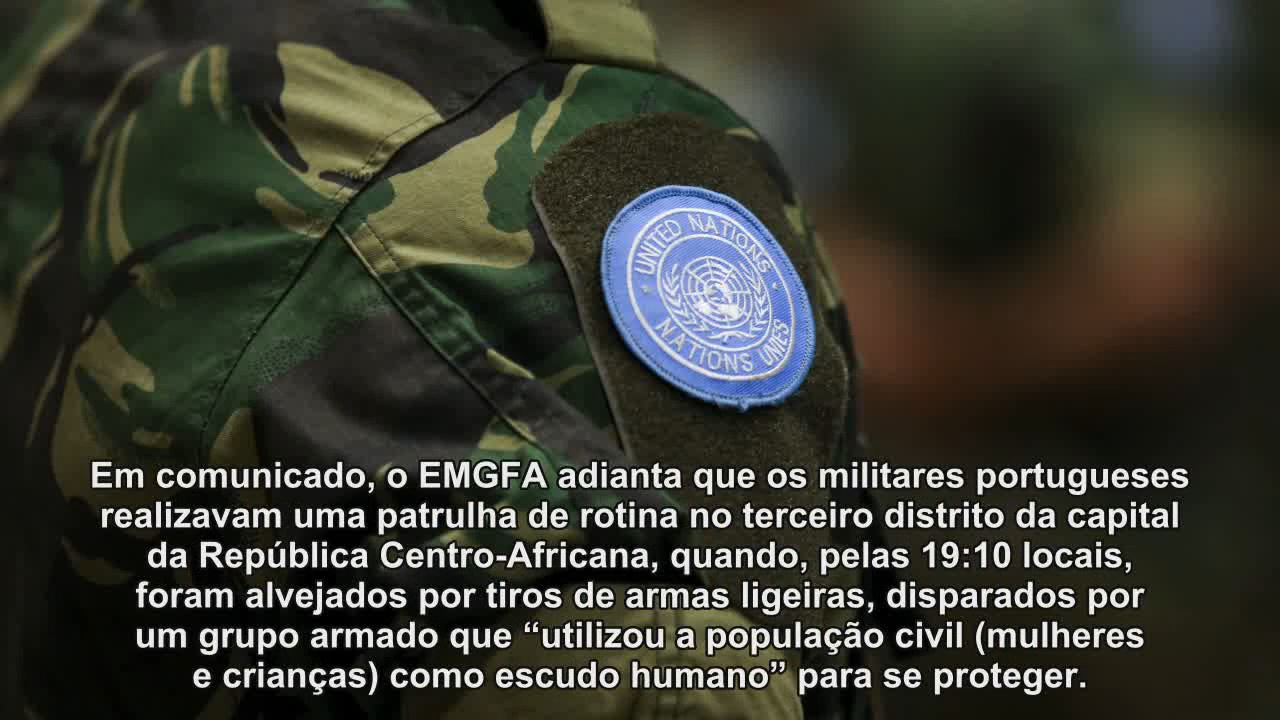 UNITED NATIONS
NATIONS UNIES
Em comunicado, o EMGFA adianta que os militares portugueses
realizavam uma patrulha de rotina no terceiro distrito da capital
da República Centro-Africana, quando, pelas 19:10 locais,
foram alvejados por tiros de armas ligeiras, disparados por
um grupo armado que “utilizou a população civil (mulheres
e crianças) como escudo humano” para se proteger.